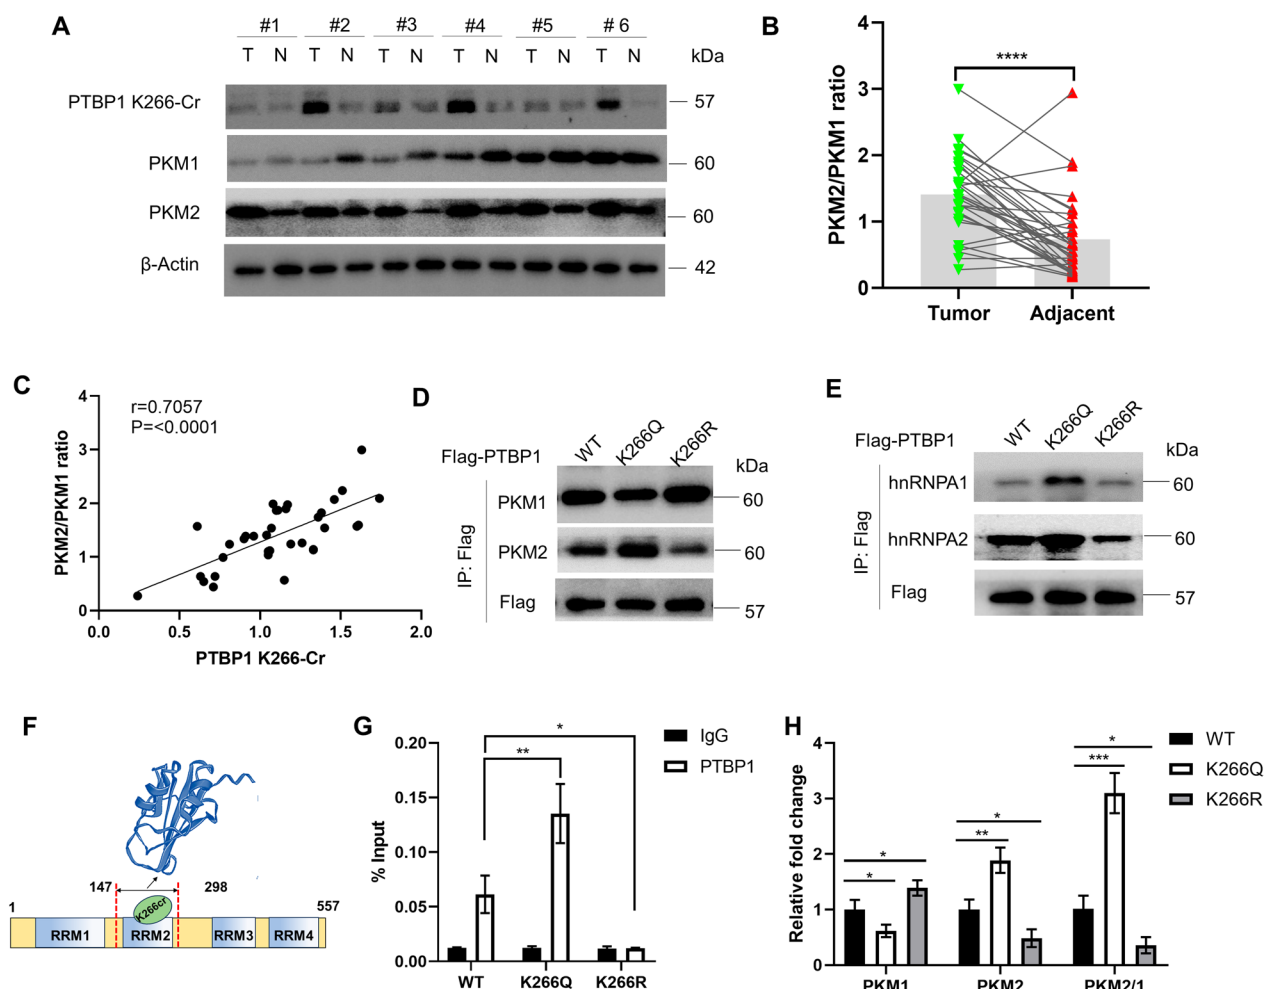 A
#1 #2 #3 #4 #5 # 6
T N T N T N T N T N T N kDa
PTBP1 K266-Cr 57
PKM1 60
PKM2 60
β-Actin 42
B
****
PKM2/PKM1 ratio
4
3
2
1
0
Tumor Adjacent
C
r=0.7057
P=<0.0001
PKM2/PKM1 ratio
4
3
2
1
0
0.0 0.5 1.0 1.5 2.0
PTBP1 K266-Cr
D
Flag-PTBP1 WT K266Q K266R kDa
IP: Flag
PKM1 60
PKM2 60
Flag 57
E
Flag-PTBP1 WT K266Q K266R kDa
IP: Flag
hnRNPA1 60
hnRNPA2 60
Flag 57
F
147 298
1 557
K266cr
RRM1 RRM2 RRM3 RRM4
G
IgG
PTBP1
*
**
% Input
0.20
0.15
0.10
0.05
0.00
WT K266Q K266R
H
WT
K266Q
K266R
Relative fold change
4
3
2
1
0
*
*
*
**
*
***
PKM1 PKM2 PKM2/1